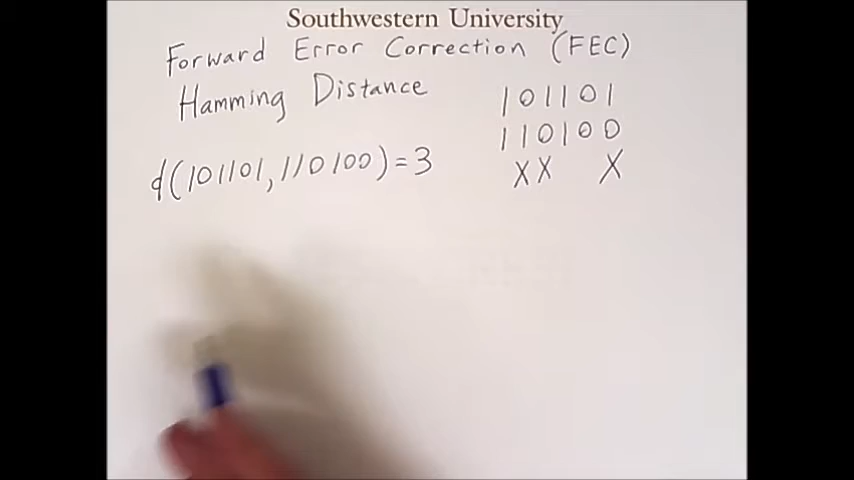 Southwestern University
Forward Error Correction (FEC)
Hamming Distance
101101
110100
XX X
d(101101, 110100) = 3